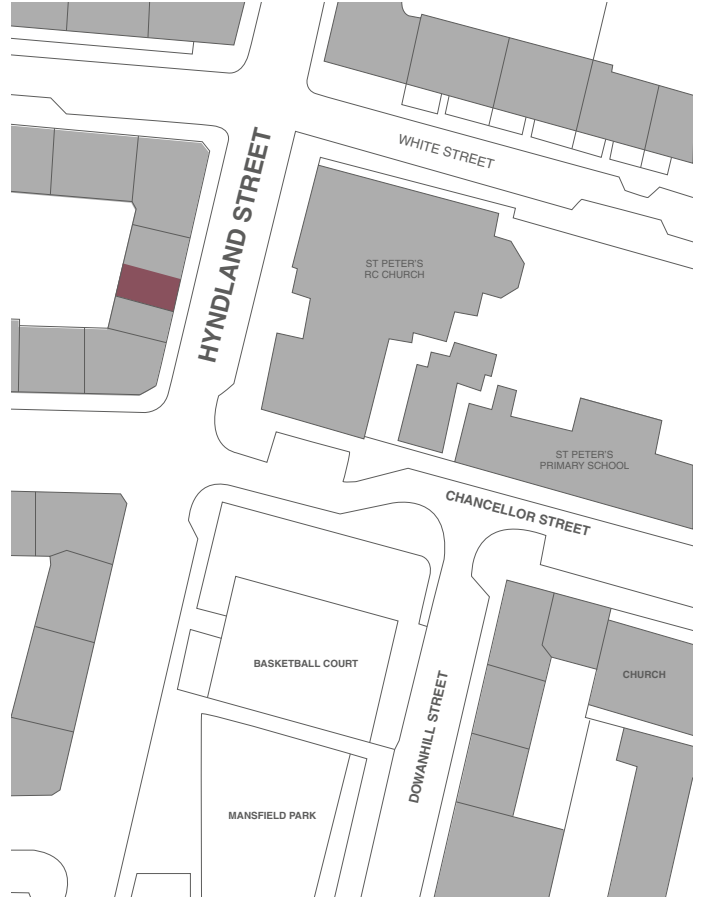 WHITE STREET
HYNDLAND STREET
ST PETER'S
RC CHURCH
ST PETER'S
PRIMARY SCHOOL
CHANCELLOR STREET
BASKETBALL COURT
CHURCH
DOWANHILL STREET
MANSFIELD PARK